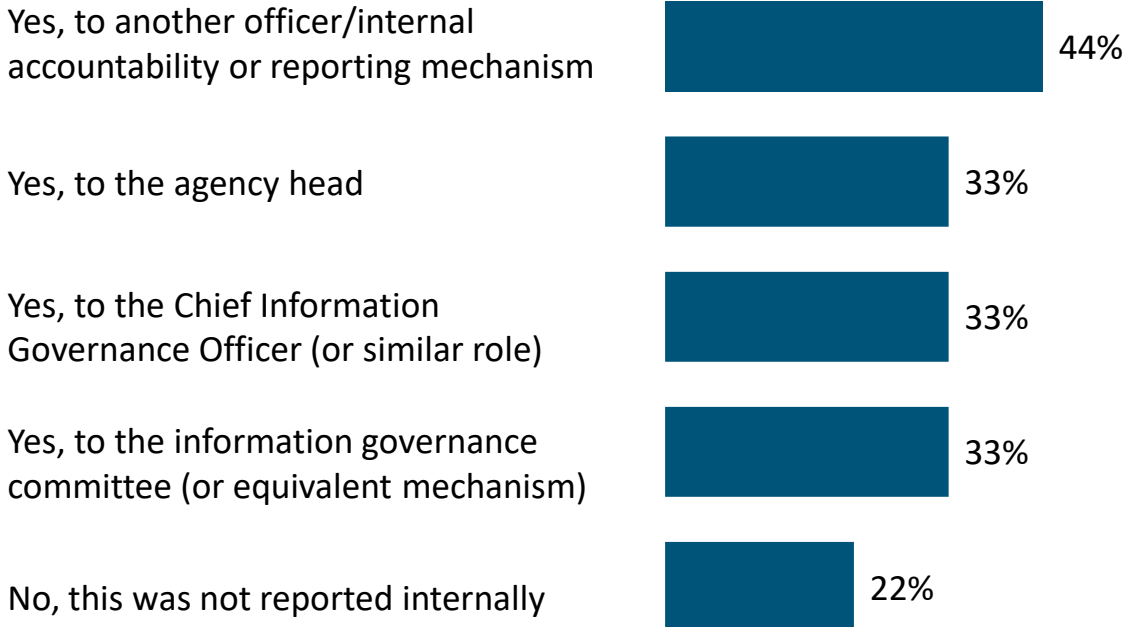 Yes, to another officer/internal
accountability or reporting mechanism
44%
Yes, to the agency head
33%
Yes, to the Chief Information
Governance Officer (or similar role)
33%
Yes, to the information governance
committee (or equivalent mechanism)
33%
No, this was not reported internally
22%